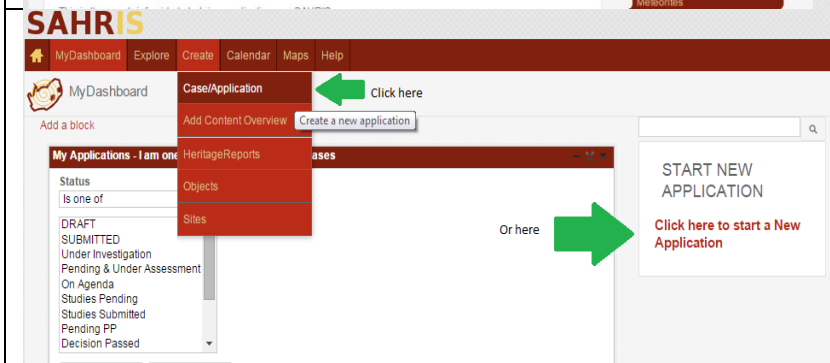 Meteorites
SAHRIS
MyDashboard Explore Create Calendar Maps Help
MyDashboard
Case/Application
Click here
Add Content Overview
Create a new application
Add a block
My Applications - I am one
ases
HeritageReports
START NEW
APPLICATION
Status
Is one of
Objects
Sites
Click here to start a New
Application
Or here
DRAFT
SUBMITTED
Under Investigation
Pending & Under Assessment
On Agenda
Studies Pending
Studies Submitted
Pending PP
Decision Passed